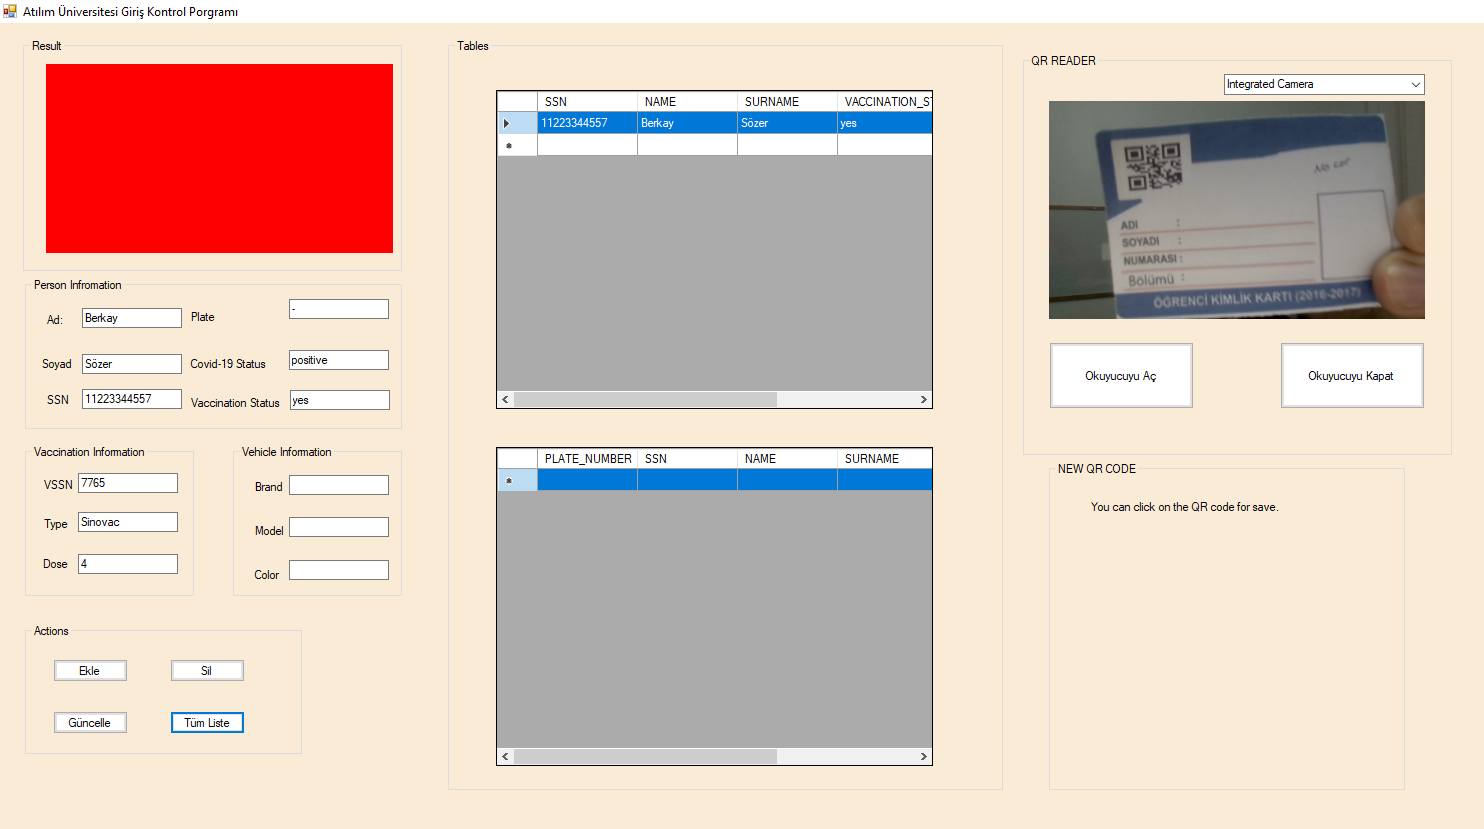 Atılım Üniversitesi Giriş Kontrol Porgramı
Result
Person Infromation
Ad: Berkay Plate -
Soyad Sözer Covid-19 Status positive
SSN 11223344557 Vaccination Status yes
Vaccination Information
VSSN 7765
Type Sinovac
Dose 4
Vehicle Information
Brand
Model
Color
Actions
Ekle Sil
Güncelle Tüm Liste
Tables
SSN NAME SURNAME VACCINATION_ST
11223344557 Berkay Sözer yes
PLATE_NUMBER SSN NAME SURNAME
QR READER
Integrated Camera
No car
ADI :
SOYADI :
NUMARASI :
Bölümü :
ÖĞRENCİ KİMLİK KARTI (2016-2017)
Okuyucuyu Aç Okuyucuyu Kapat
NEW QR CODE
You can click on the QR code for save.